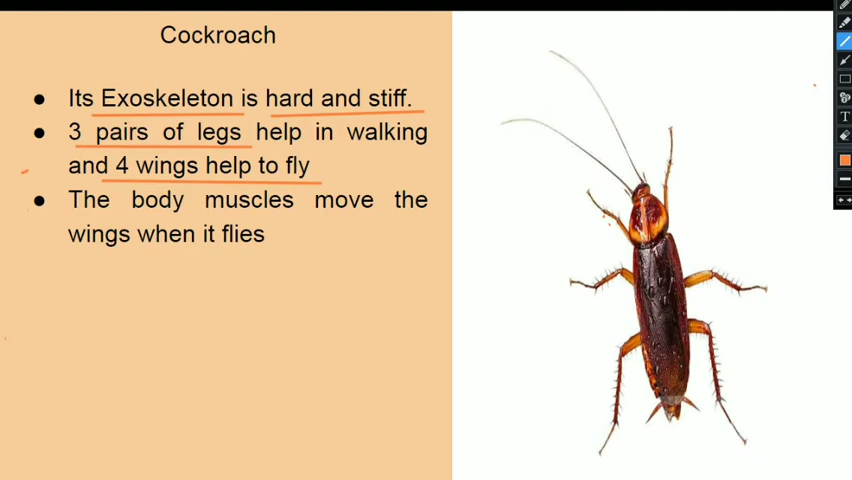 Cockroach
● Its Exoskeleton is hard and stiff.
● 3 pairs of legs help in walking
and 4 wings help to fly
● The body muscles move the
wings when it flies